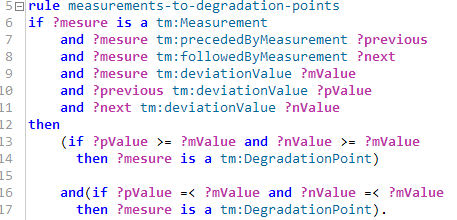 5 rule measurements-to-degradation-points
6 if ?mesure is a tm:Measurement
7 and ?mesure tm:precededByMeasurement ?previous
8 and ?mesure tm:followedByMeasurement ?next
9 and ?mesure tm:deviationValue ?mValue
10 and ?previous tm:deviationValue ?pValue
11 and ?next tm:deviationValue ?nValue
12 then
13 (if ?pValue >= ?mValue and ?nValue >= ?mValue
14 then ?mesure is a tm:DegradationPoint)
15
16 and(if ?pValue =< ?mValue and ?nValue =< ?mValue
17 then ?mesure is a tm:DegradationPoint).